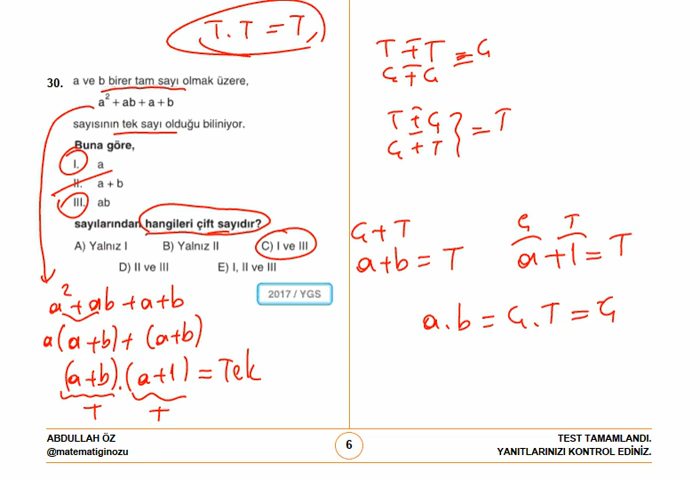 T . T = T,
30. a ve b birer tam sayı olmak üzere,
a² + ab + a + b
sayısının tek sayı olduğu biliniyor.
Buna göre,
I. a
II. a + b
III. ab
sayılarından hangileri çift sayıdır?
A) Yalnız I B) Yalnız II C) I ve III
D) II ve III E) I, II ve III
2017 / YGS
a² + ab + a + b
a(a+b) + (a+b)
(a+b).(a+1) = Tek
T T
T ∓ T = Ç
Ç ∓ Ç
T ∓ Ç } = T
Ç ∓ T
Ç + T
a + b = T
Ç T
a + 1 = T
a . b = Ç . T = Ç
ABDULLAH ÖZ
@matematiginozu
6
TEST TAMAMLANDI.
YANITLARINIZI KONTROL EDİNİZ.